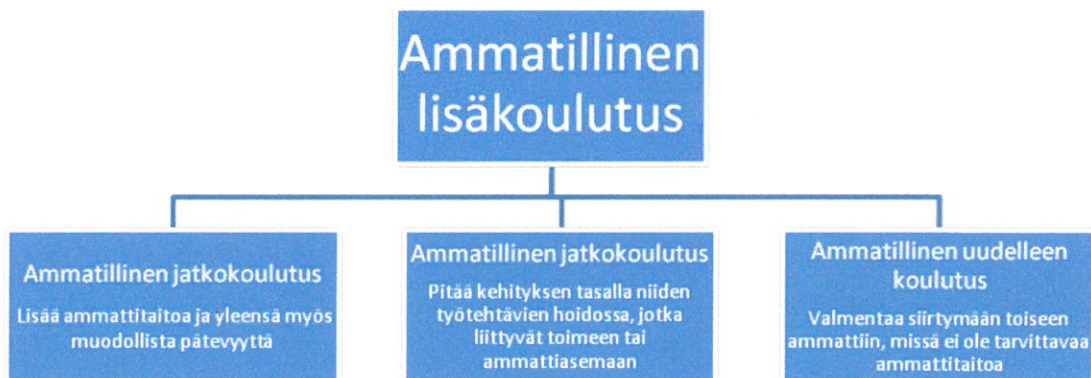 Ammatillinen
lisäkoulutus
Ammatillinen jatkokoulutus
Lisää ammattitaitoa ja yleensä myös
muodollista pätevyyttä
Ammatillinen jatkokoulutus
Pitää kehityksen tasalla niiden
työtehtävien hoidossa, jotka
liittyvät toimeen tai
ammattiasemaan
Ammatillinen uudelleen
koulutus
Valmentaa siirtymään toiseen
ammattiin, missä ei ole tarvittavaa
ammattitaitoa